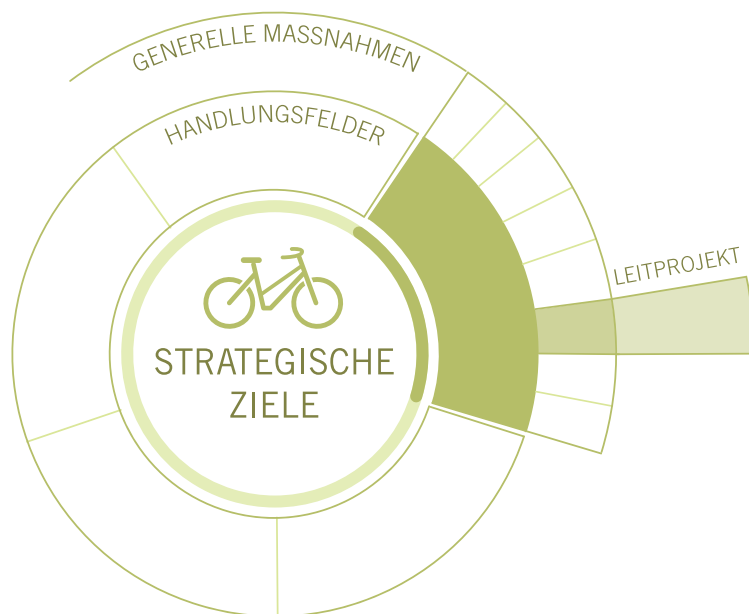 GENERELLE MASSNAHMEN
HANDLUNGSFELDER
LEITPROJEKT
STRATEGISCHE
ZIELE